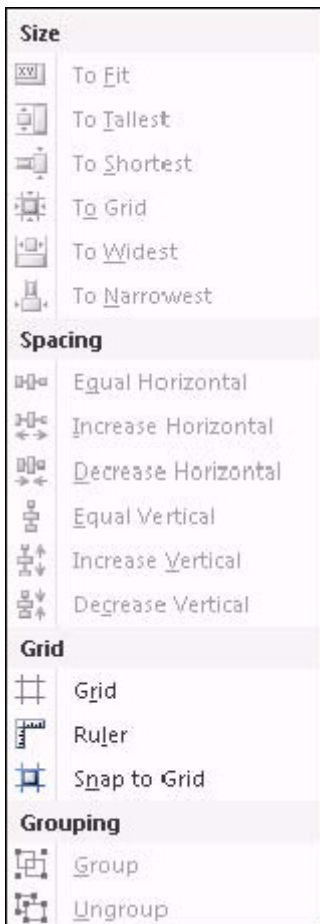 Size
To Fit
To Tallest
To Shortest
To Grid
To Widest
To Narrowest
Spacing
Equal Horizontal
Increase Horizontal
Decrease Horizontal
Equal Vertical
Increase Vertical
Decrease Vertical
Grid
Grid
Ruler
Snap to Grid
Grouping
Group
Ungroup